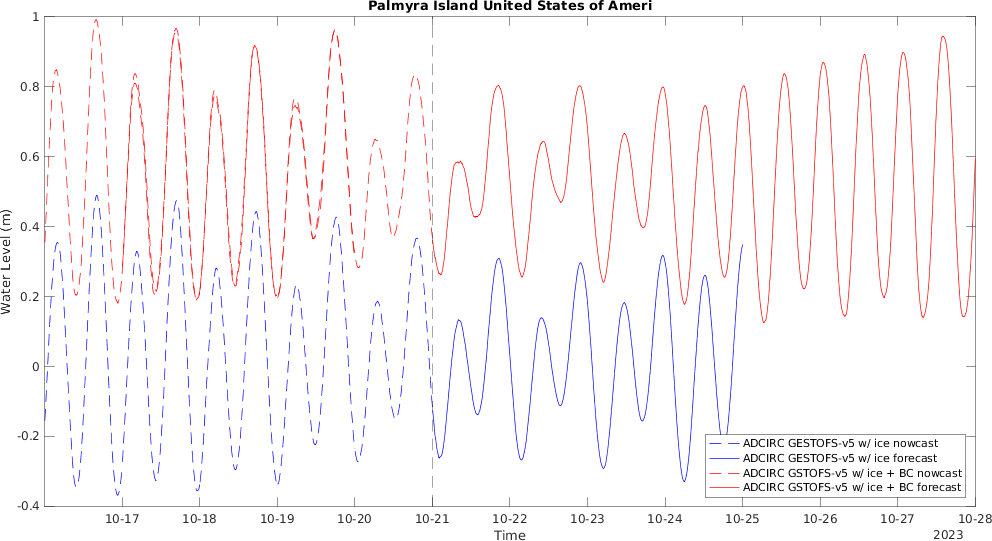 Palmyra Island United States of Ameri
Water Level (m)
1
0.8
0.6
0.4
0.2
0
-0.2
-0.4
ADCIRC GESTOFS-v5 w/ ice nowcast
ADCIRC GESTOFS-v5 w/ ice forecast
ADCIRC GSTOFS-v5 w/ ice + BC nowcast
ADCIRC GSTOFS-v5 w/ ice + BC forecast
10-17 10-18 10-19 10-20 10-21 10-22 10-23 10-24 10-25 10-26 10-27 10-28
Time
2023